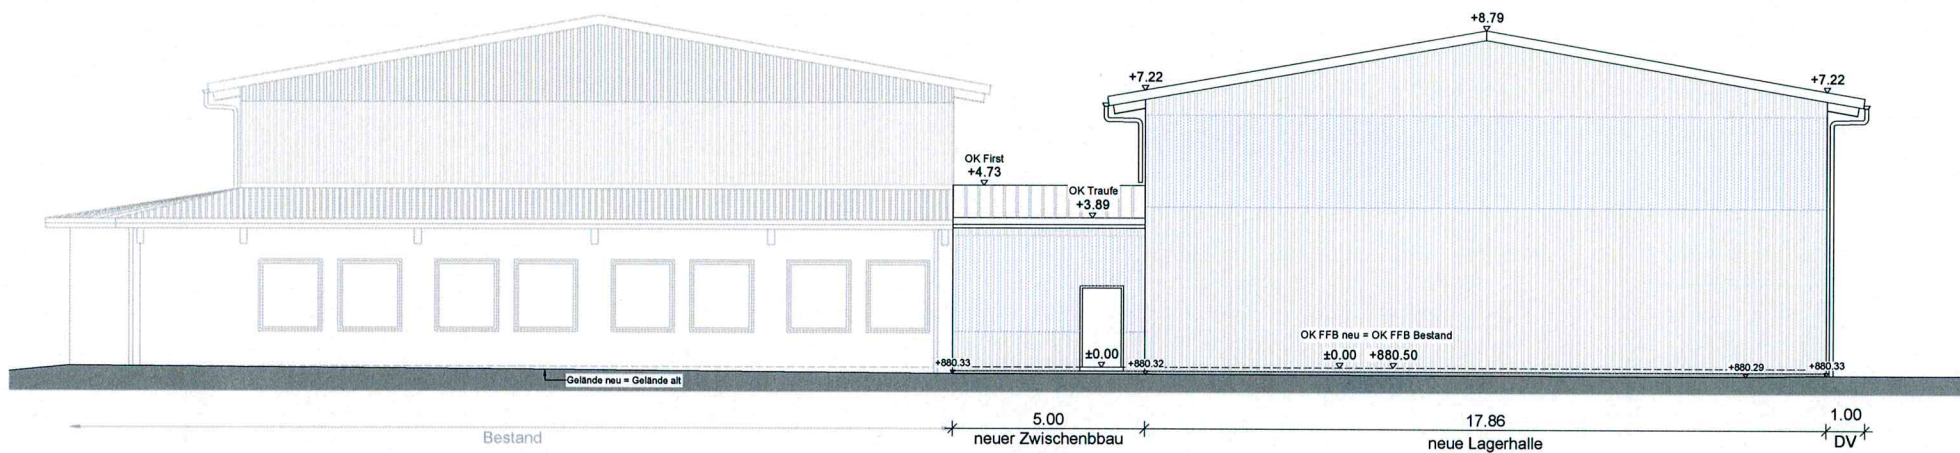 +8.79
+7.22
+7.22
OK First
+4.73
OK Traufe
+3.89
OK FFB neu = OK FFB Bestand
±0.00 +880.50
±0.00
+880.33
+880.32
+880.29
+880.33
Gelände neu = Gelände alt
5.00
17.86
1.00
Bestand
neuer Zwischenbbau
neue Lagerhalle
DV